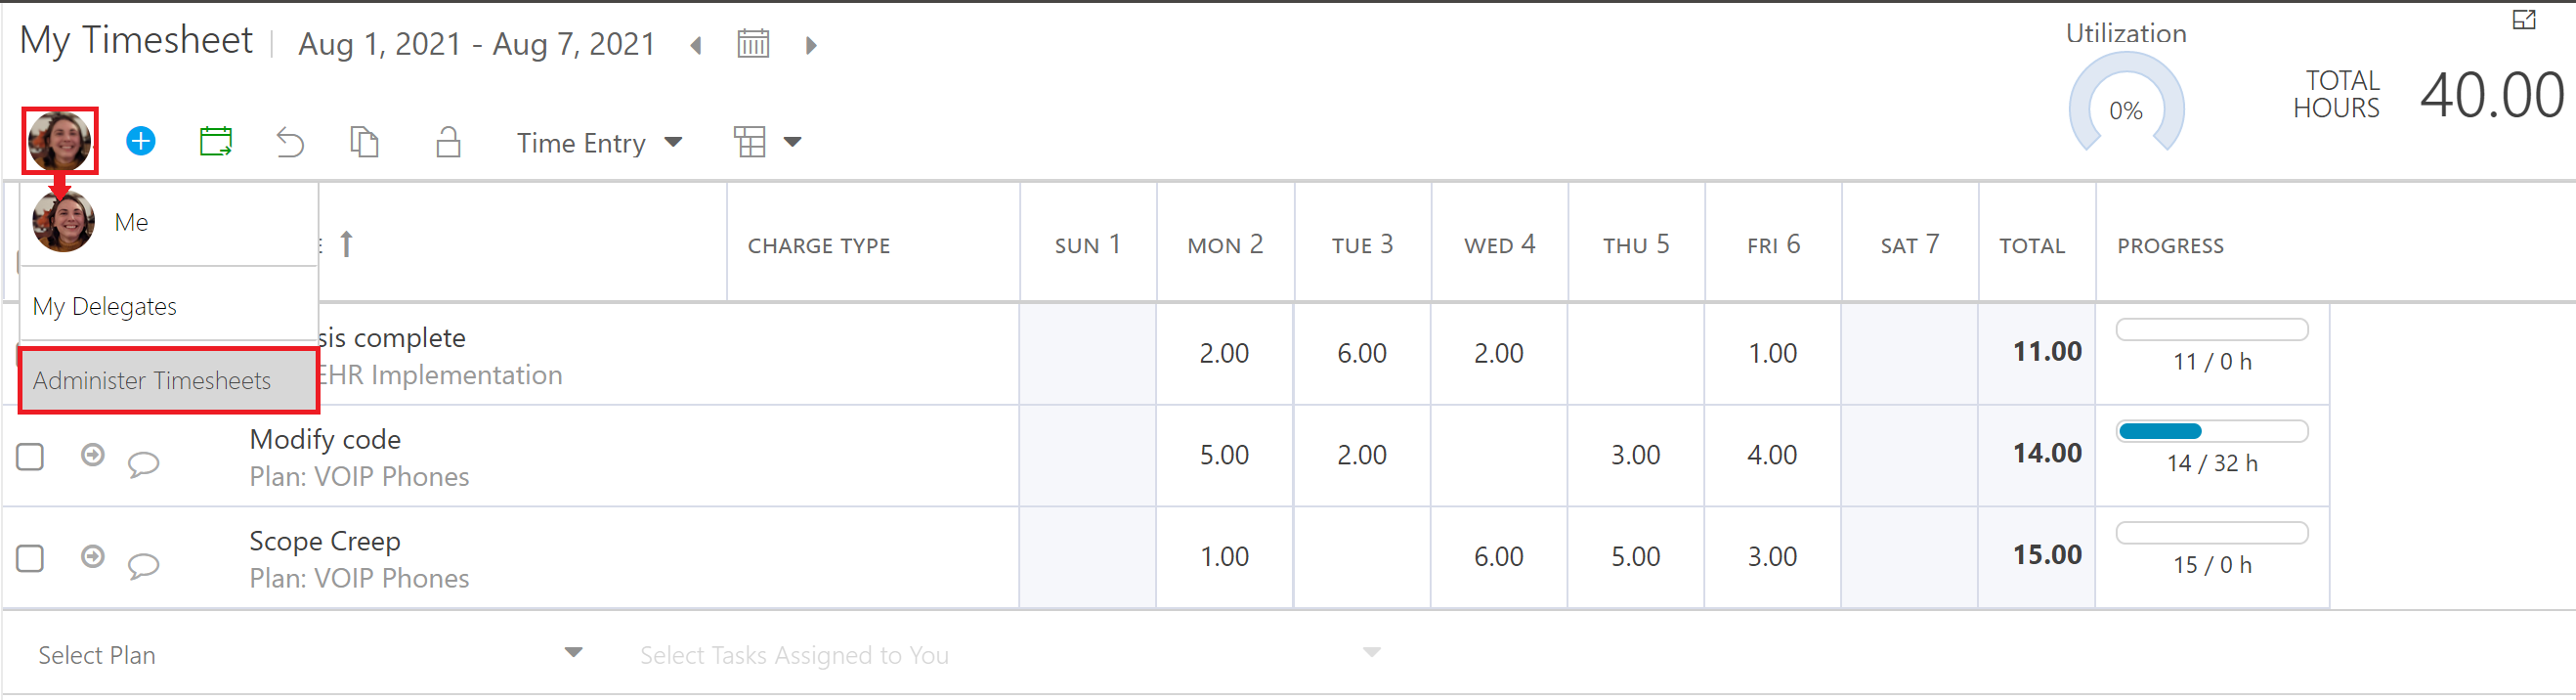 My Timesheet Aug 1, 2021 - Aug 7, 2021
Utilization
0%
TOTAL HOURS 40.00
Time Entry
Me
My Delegates
Administer Timesheets
E CHARGE TYPE SUN 1 MON 2 TUE 3 WED 4 THU 5 FRI 6 SAT 7 TOTAL PROGRESS
sis complete 2.00 6.00 2.00 1.00 11.00
EHR Implementation 11 / 0 h
Modify code 5.00 2.00 3.00 4.00 14.00
Plan: VOIP Phones 14 / 32 h
Scope Creep 1.00 6.00 5.00 3.00 15.00
Plan: VOIP Phones 15 / 0 h
Select Plan Select Tasks Assigned to You